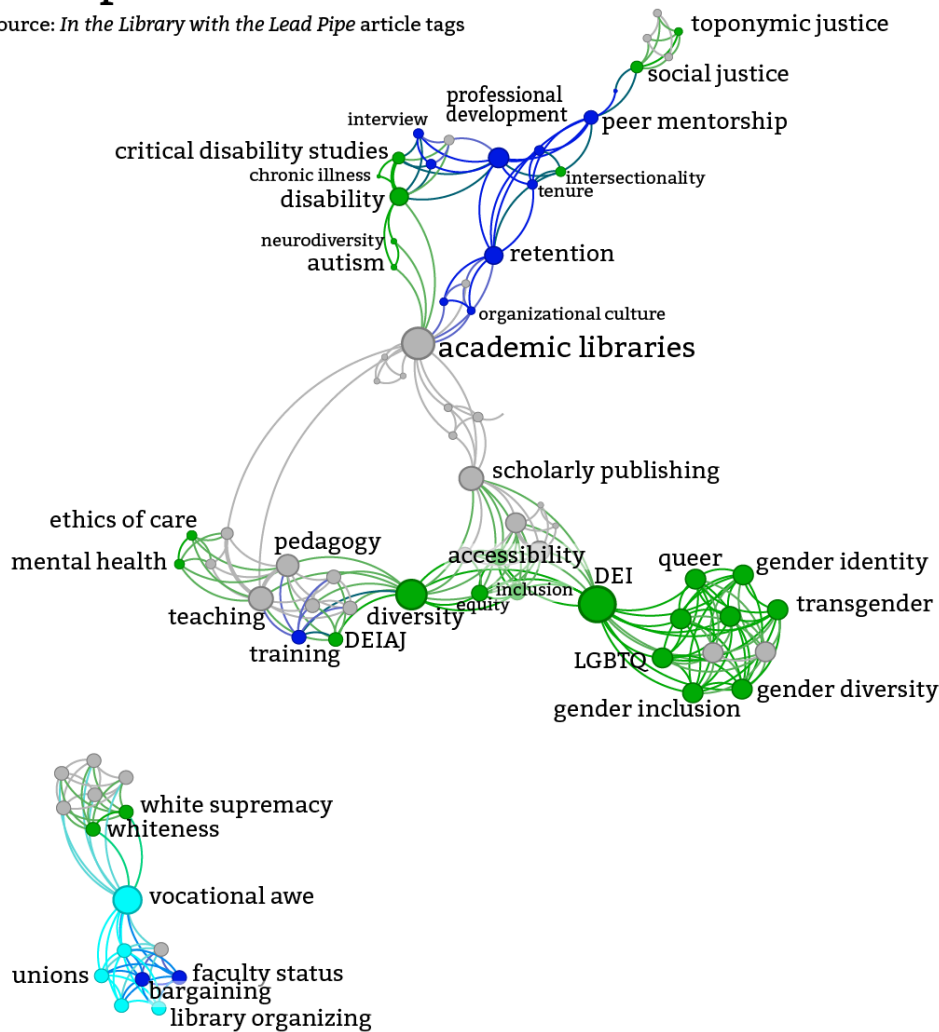 ource: In the Library with the Lead Pipe article tags
toponymic justice
social justice
professional
development
interview
peer mentorship
critical disability studies
chronic illness
intersectionality
tenure
disability
neurodiversity
autism
retention
organizational culture
academic libraries
scholarly publishing
ethics of care
pedagogy
mental health
accessibility
DEI
queer
gender identity
inclusion
equity
transgender
teaching
diversity
DEIAJ
training
LGBTQ
gender diversity
gender inclusion
white supremacy
whiteness
vocational awe
unions
faculty status
bargaining
library organizing